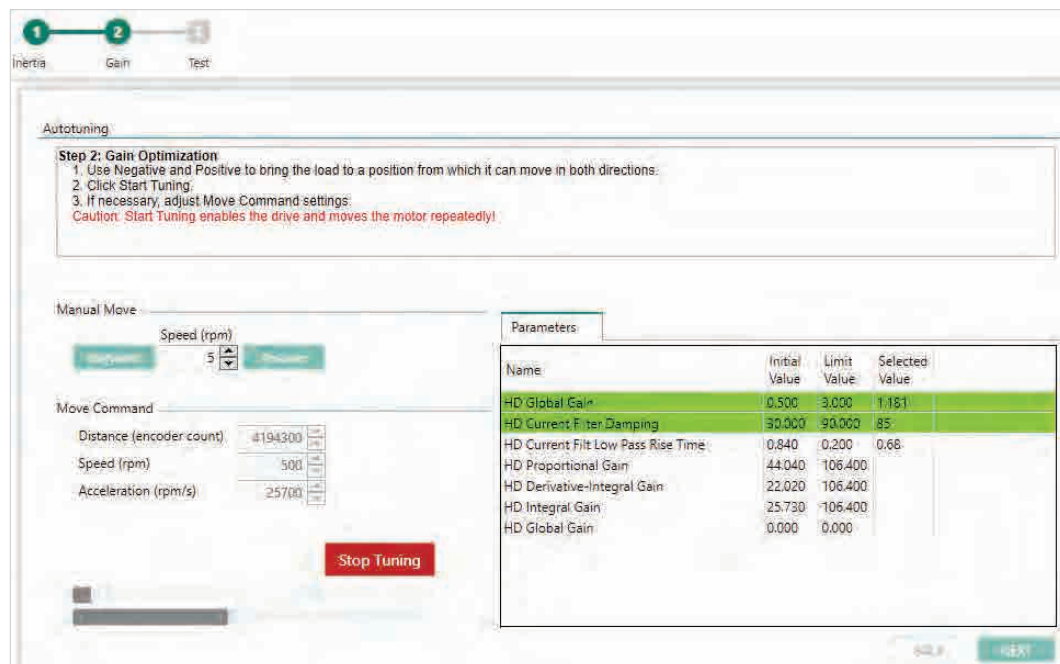 1 2
Inertia Gain Test
Autotuning
Step 2: Gain Optimization
1. Use Negative and Positive to bring the load to a position from which it can move in both directions.
2. Click Start Tuning.
3. If necessary, adjust Move Command settings.
Caution: Start Tuning enables the drive and moves the motor repeatedly!
Manual Move
Speed (rpm)
5
Move Command
Distance (encoder count) 4194300
Speed (rpm) 500
Acceleration (rpm/s) 25700
Stop Tuning
Parameters
Name Initial Value Limit Value Selected Value
HD Global Gain 0.500 3.000 1.181
HD Current Filter Damping 30.000 90.000 85
HD Current Filt Low Pass Rise Time 0.840 0.200 0.68
HD Proportional Gain 44.040 106.400
HD Derivative-Integral Gain 22.020 106.400
HD Integral Gain 25.730 106.400
HD Global Gain 0.000 0.000
NEXT